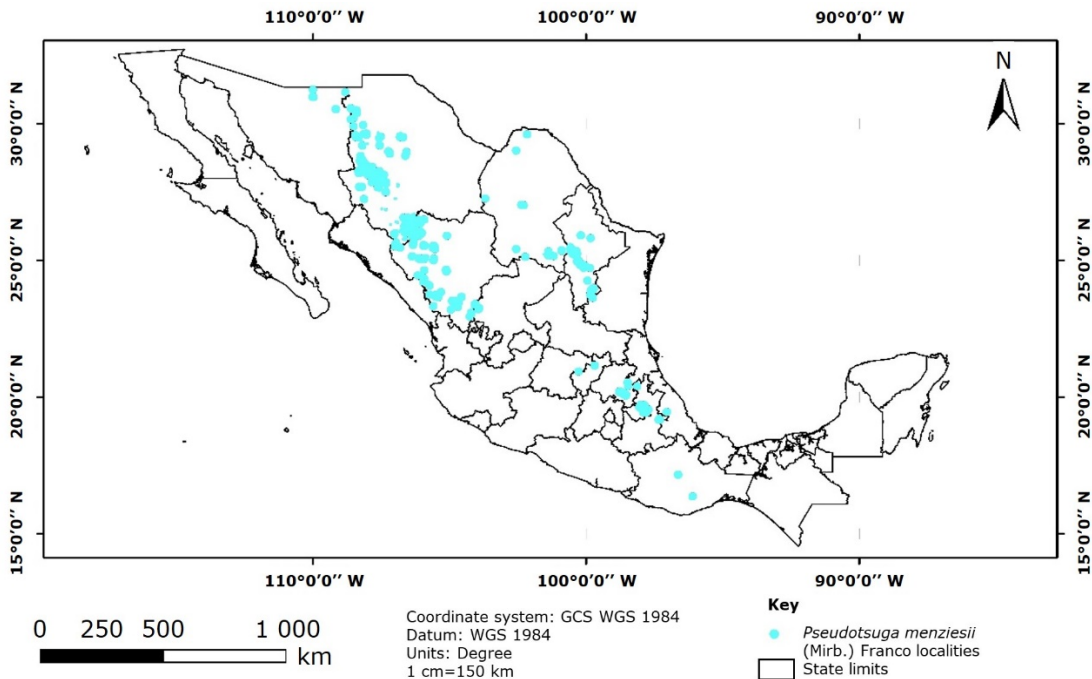 110°0'0'' W 100°0'0'' W 90°0'0'' W
N
30°0'0'' N 30°0'0'' N
25°0'0'' N 25°0'0'' N
20°0'0'' N 20°0'0'' N
15°0'0'' N 15°0'0'' N
110°0'0'' W 100°0'0'' W 90°0'0'' W
0 250 500 1 000
km
Coordinate system: GCS WGS 1984
Datum: WGS 1984
Units: Degree
1 cm=150 km
Key
Pseudotsuga menziesii
(Mirb.) Franco localities
State limits